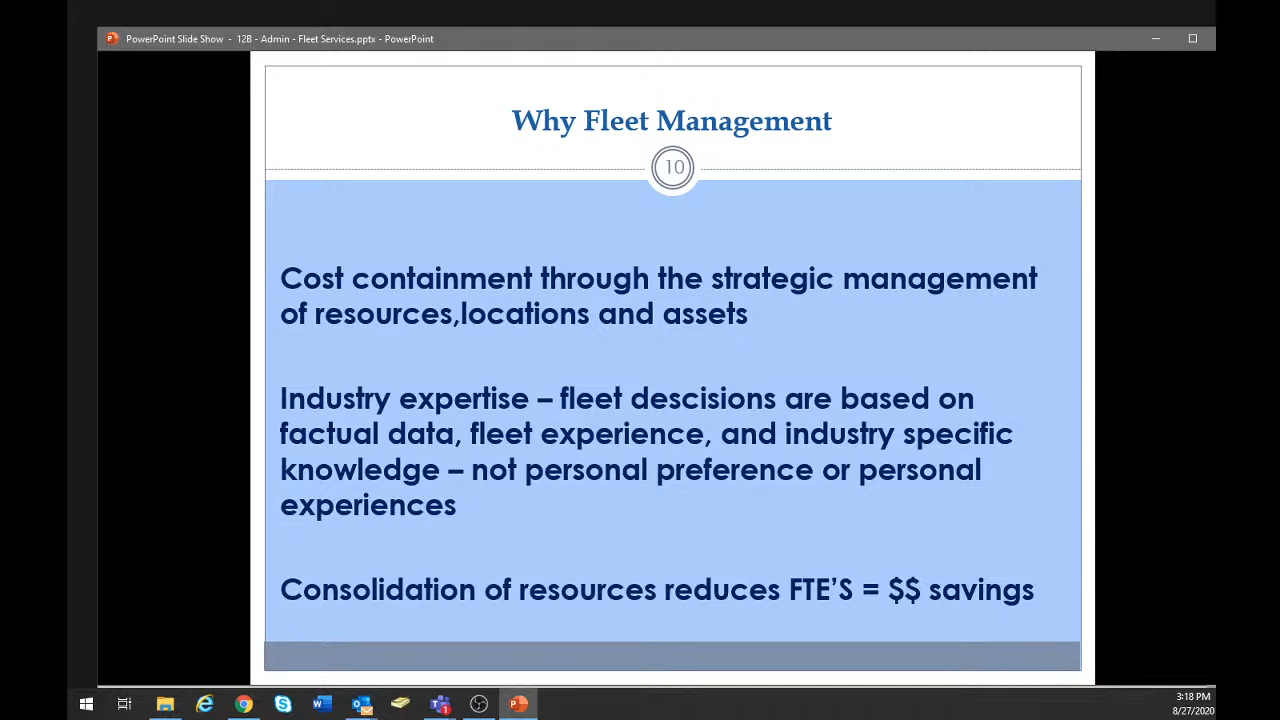 PowerPoint Slide Show - 12B - Admin - Fleet Services.pptx - PowerPoint
Why Fleet Management
10
Cost containment through the strategic management
of resources,locations and assets
Industry expertise – fleet descisions are based on
factual data, fleet experience, and industry specific
knowledge – not personal preference or personal
experiences
Consolidation of resources reduces FTE’S = $$ savings
3:18 PM
8/27/2020